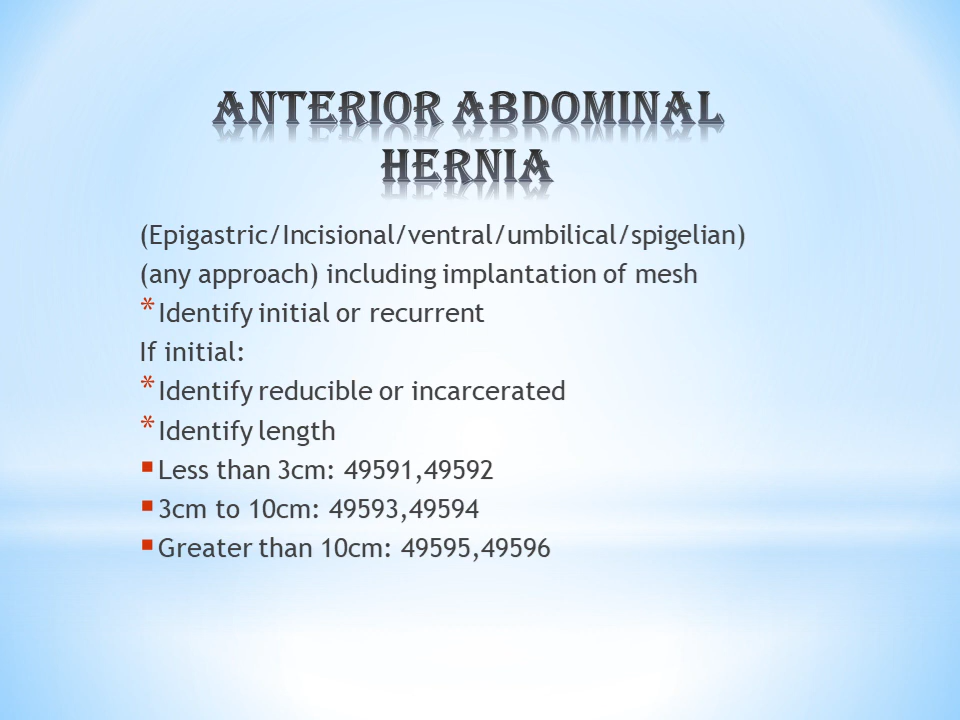 ANTERIOR ABDOMINAL
HERNIA
(Epigastric/Incisional/ventral/umbilical/spigelian)
(any approach) including implantation of mesh
* Identify initial or recurrent
If initial:
* Identify reducible or incarcerated
* Identify length
▪ Less than 3cm: 49591,49592
▪ 3cm to 10cm: 49593,49594
▪ Greater than 10cm: 49595,49596